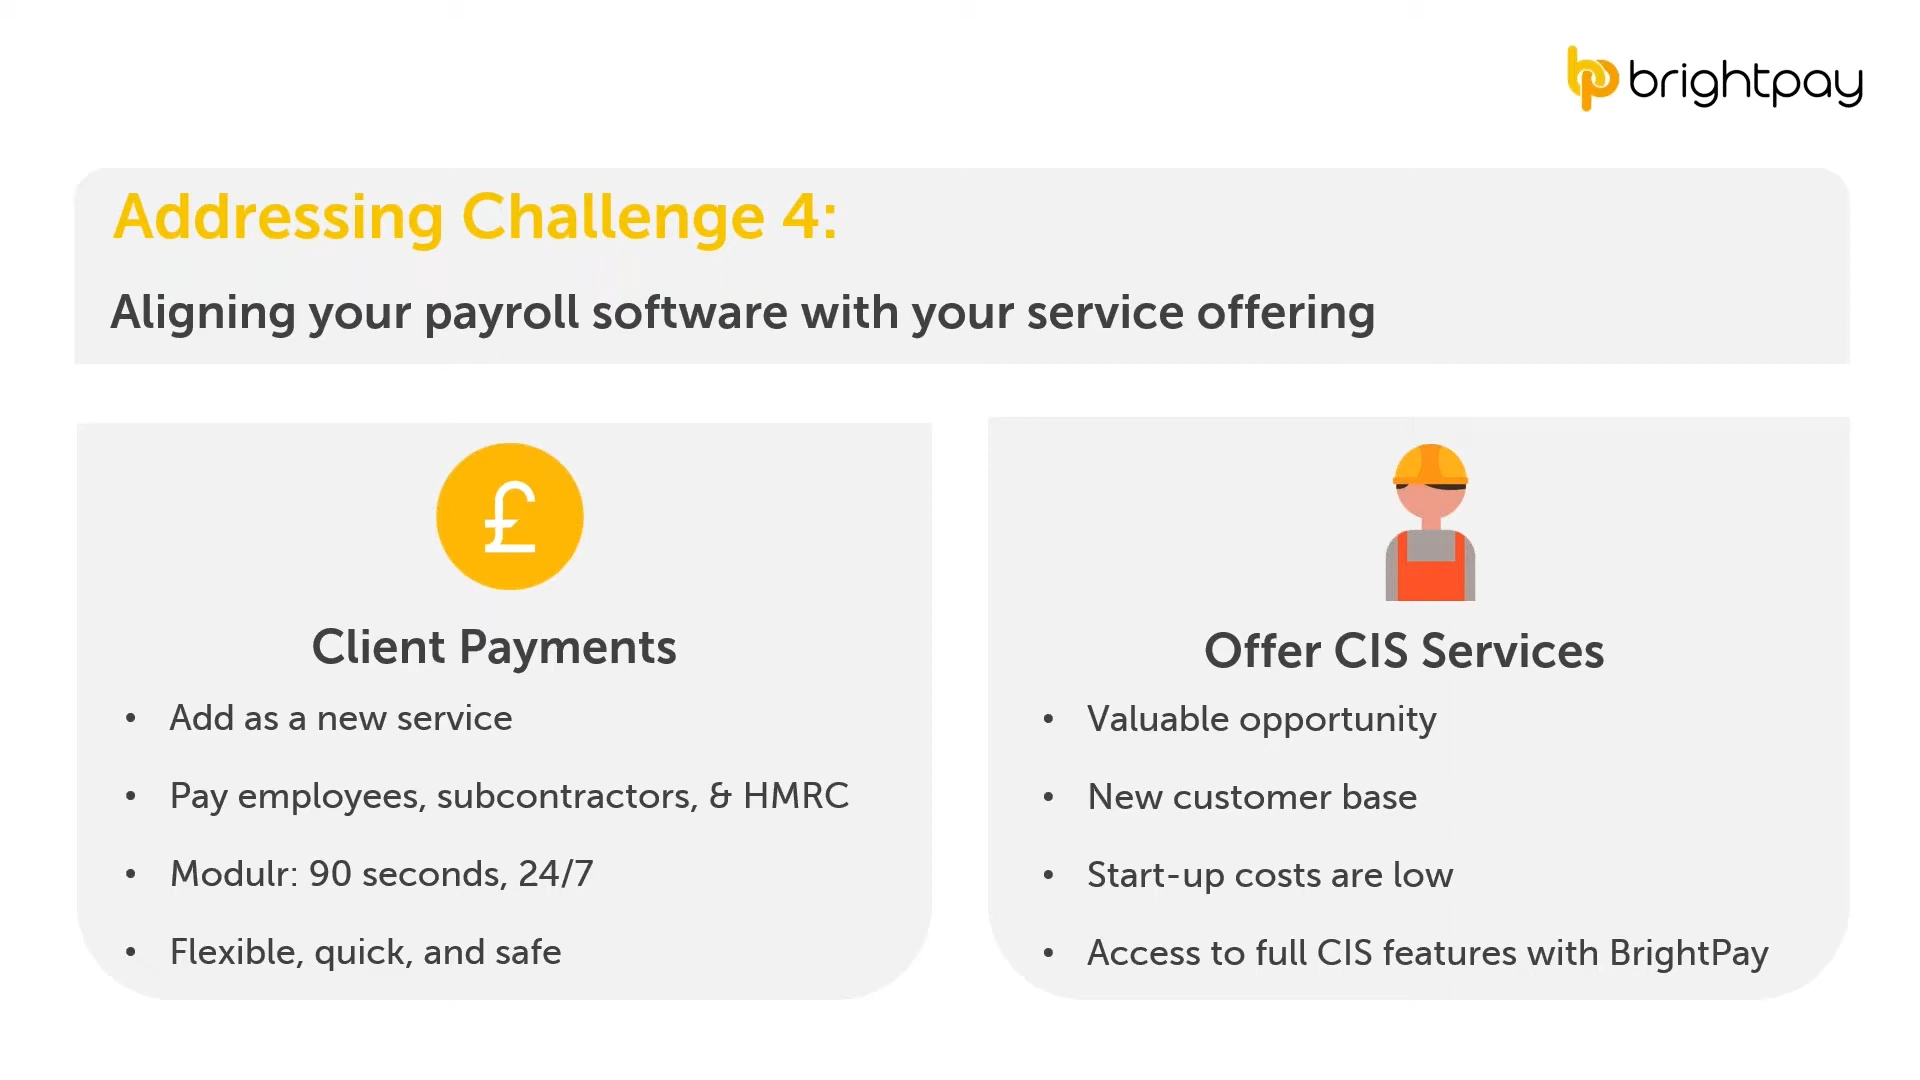 brightpay
Addressing Challenge 4:
Aligning your payroll software with your service offering
£
Client Payments
• Add as a new service
• Pay employees, subcontractors, & HMRC
• Modulr: 90 seconds, 24/7
• Flexible, quick, and safe
Offer CIS Services
• Valuable opportunity
• New customer base
• Start-up costs are low
• Access to full CIS features with BrightPay